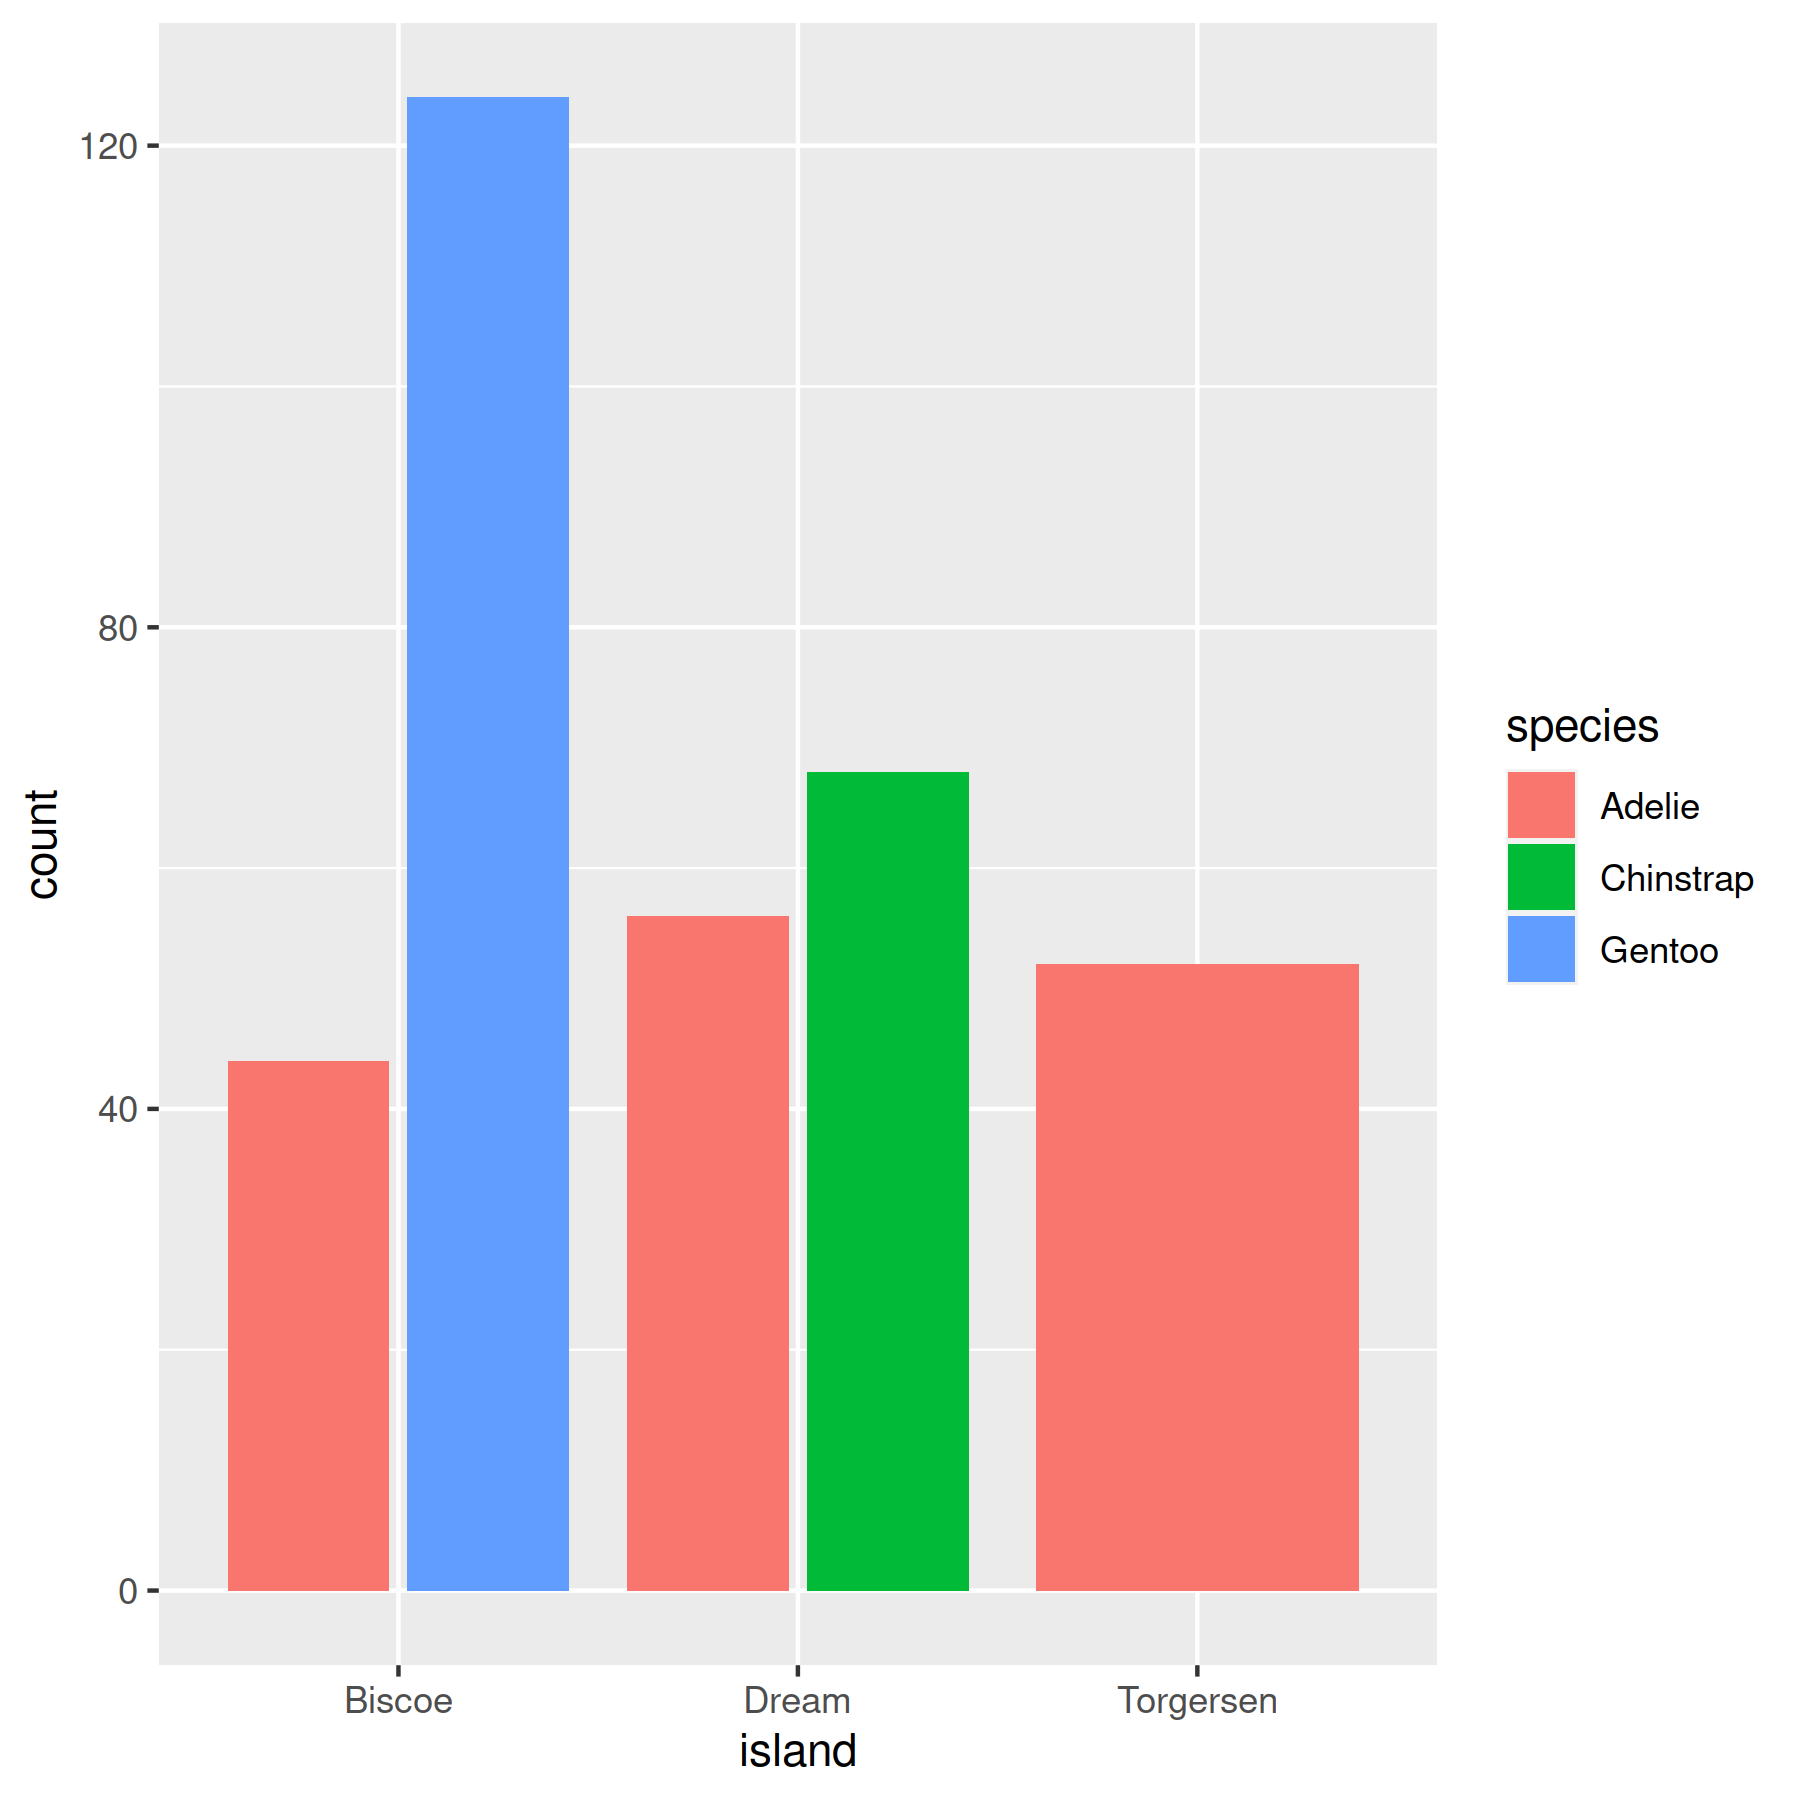 120
80
40
0
count
Biscoe
Dream
Torgersen
island
species
Adelie
Chinstrap
Gentoo